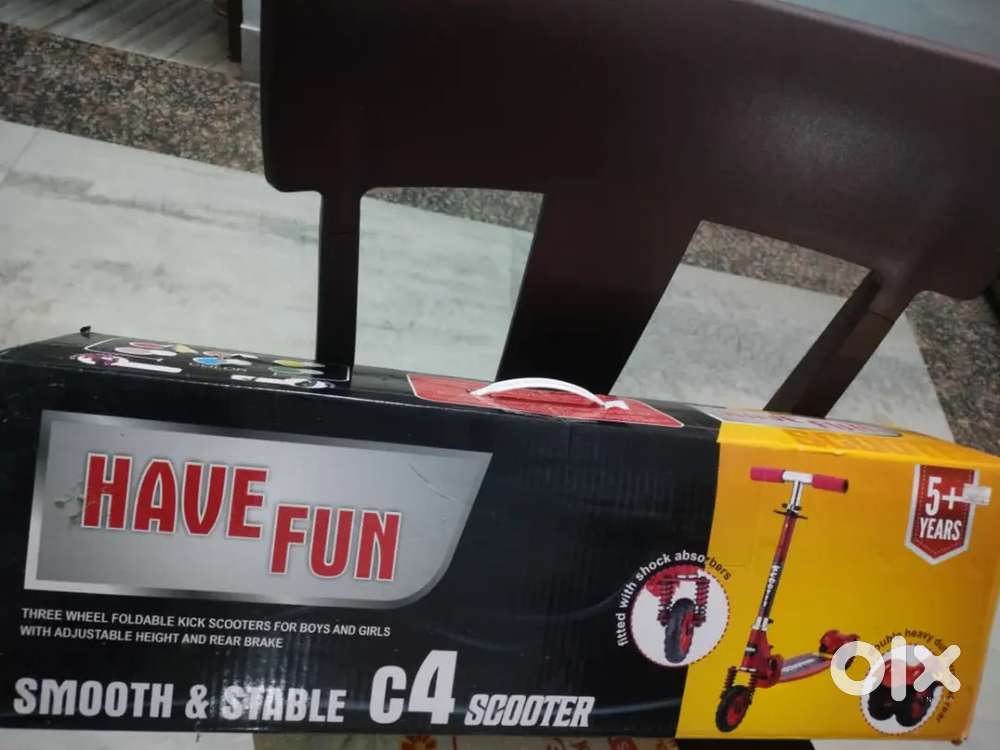 HAVE FUN
THREE WHEEL FOLDABLE KICK SCOOTERS FOR BOYS AND GIRLS
WITH ADJUSTABLE HEIGHT AND REAR BRAKE
SMOOTH & STABLE C4 SCOOTER
fitted with shock absorbers
5+
YEARS
heavy
olx